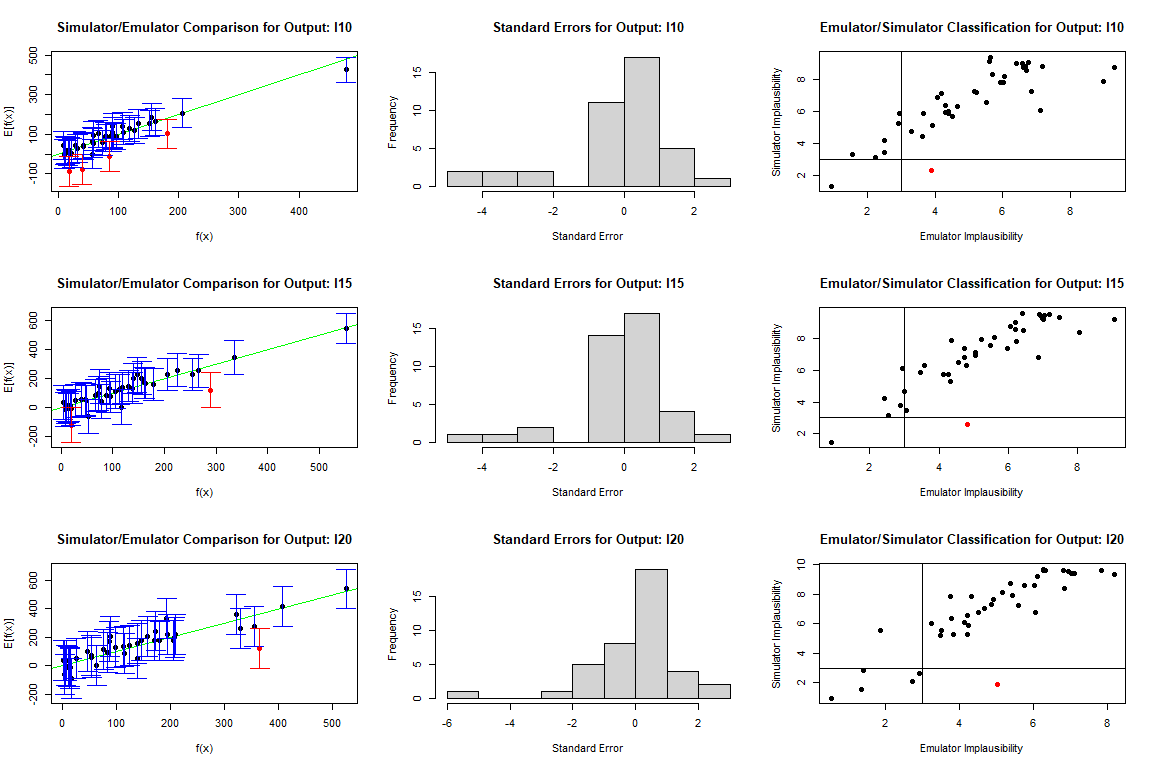 Simulator/Emulator Comparison for Output: I10
E[f(x)]
-100 100 300 500
0 100 200 300 400
f(x)
Standard Errors for Output: I10
Frequency
0 5 10 15
-4 -2 0 2
Standard Error
Emulator/Simulator Classification for Output: I10
Simulator Implausibility
2 4 6 8
2 4 6 8
Emulator Implausibility
Simulator/Emulator Comparison for Output: I15
E[f(x)]
-200 0 200 400 600
0 100 200 300 400 500
f(x)
Standard Errors for Output: I15
Frequency
0 5 10 15
-4 -2 0 2
Standard Error
Emulator/Simulator Classification for Output: I15
Simulator Implausibility
2 4 6 8
2 4 6 8
Emulator Implausibility
Simulator/Emulator Comparison for Output: I20
E[f(x)]
-200 0 200 400 600
0 100 200 300 400 500
f(x)
Standard Errors for Output: I20
Frequency
0 5 10 15
-6 -4 -2 0 2
Standard Error
Emulator/Simulator Classification for Output: I20
Simulator Implausibility
2 4 6 8 10
2 4 6 8
Emulator Implausibility